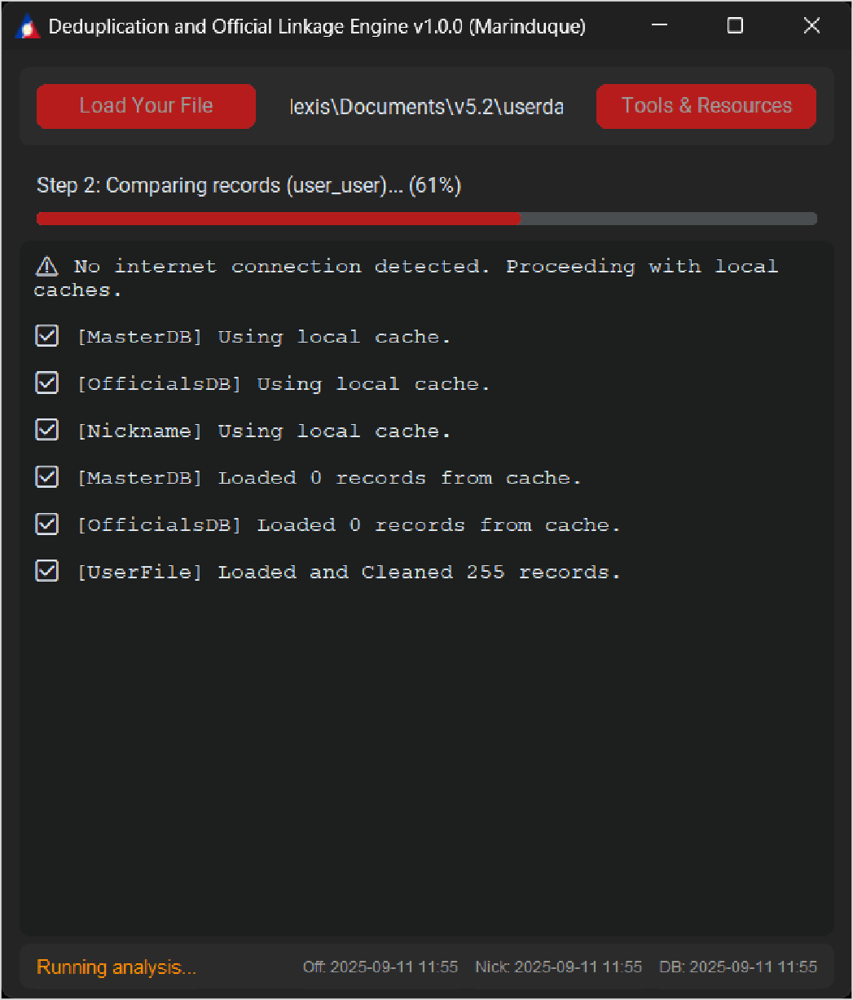 Deduplication and Official Linkage Engine v1.0.0 (Marinduque)
Load Your File
lexis\Documents\v5.2\userda
Tools & Resources
Step 2: Comparing records (user_user)... (61%)
⚠ No internet connection detected. Proceeding with local
caches.
☑ [MasterDB] Using local cache.
☑ [OfficialsDB] Using local cache.
☑ [Nickname] Using local cache.
☑ [MasterDB] Loaded 0 records from cache.
☑ [OfficialsDB] Loaded 0 records from cache.
☑ [UserFile] Loaded and Cleaned 255 records.
Running analysis...
Off: 2025-09-11 11:55
Nick: 2025-09-11 11:55
DB: 2025-09-11 11:55